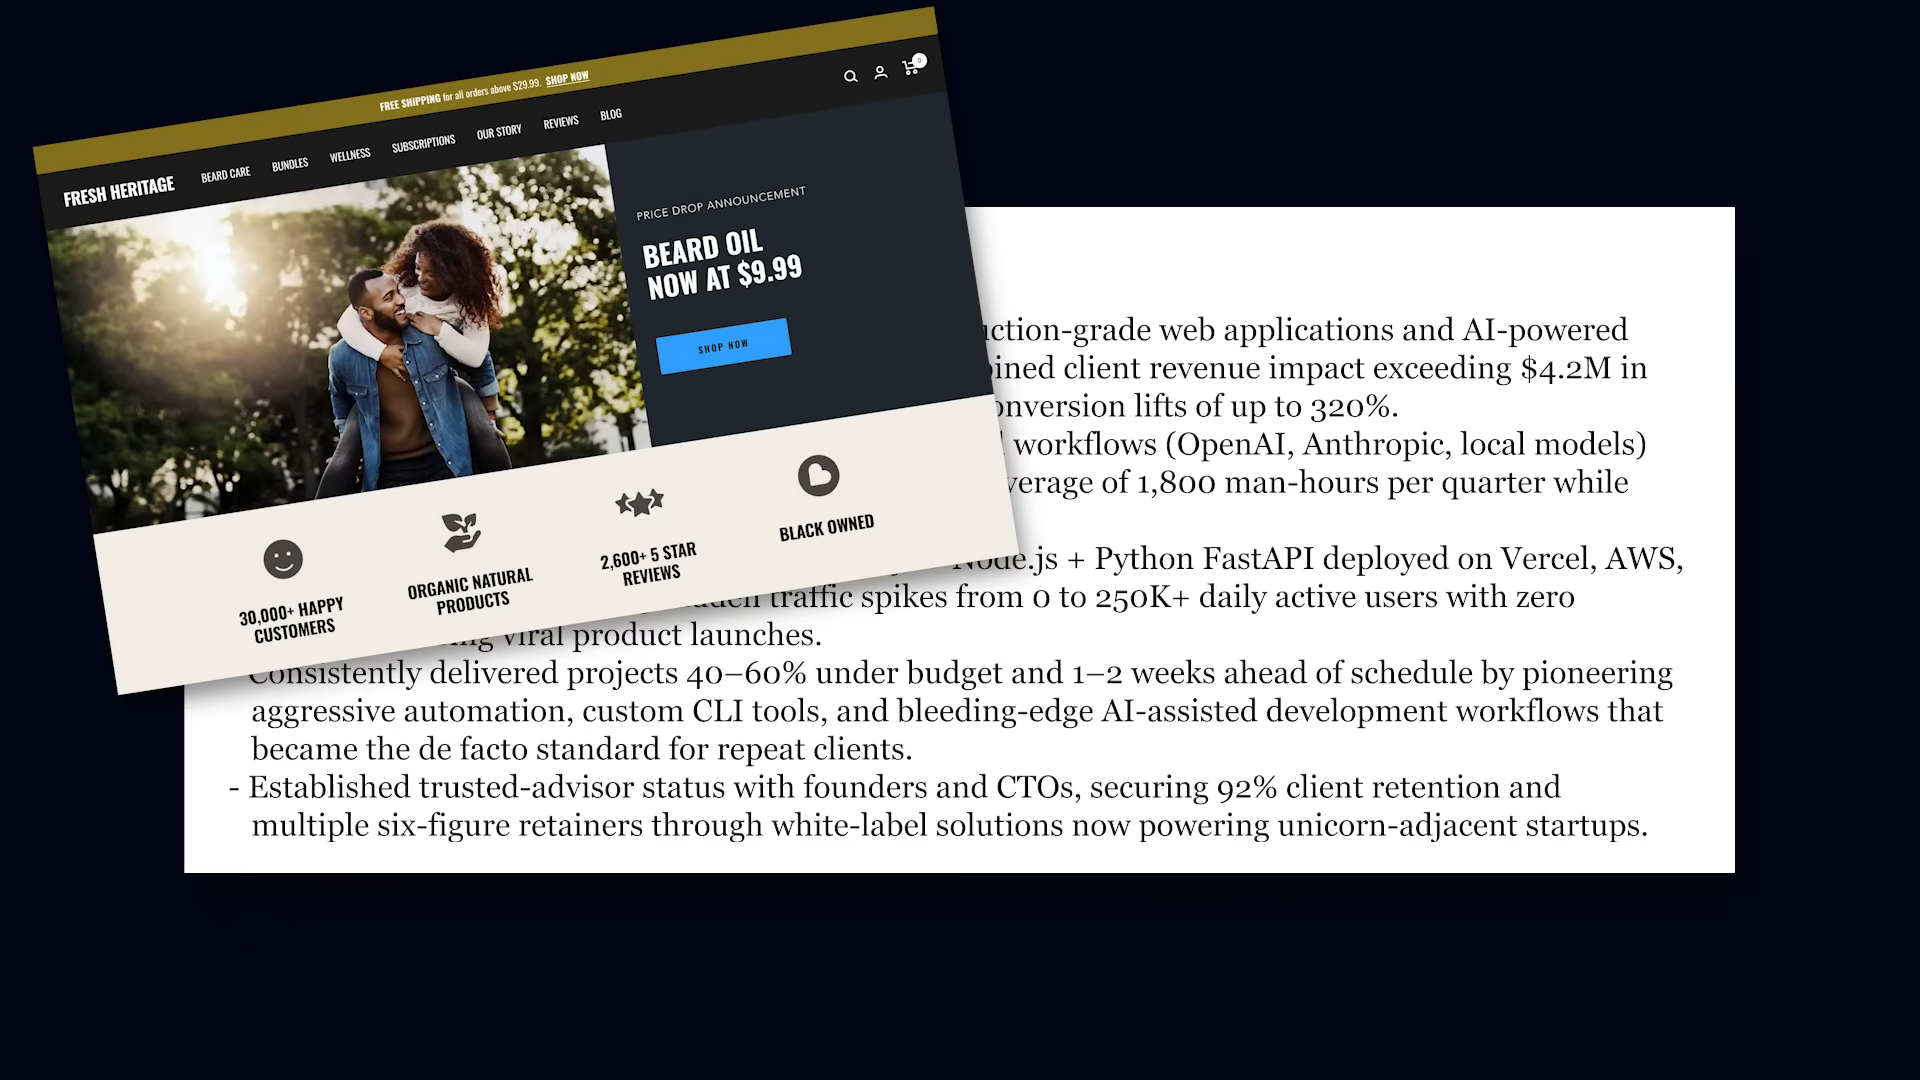 FREE SHIPPING for all orders above $29.99. SHOP NOW
0
FRESH HERITAGE
BEARD CARE
BUNDLES
WELLNESS
SUBSCRIPTIONS
OUR STORY
REVIEWS
BLOG
PRICE DROP ANNOUNCEMENT
BEARD OIL
NOW AT $9.99
SHOP NOW
30,000+ HAPPY
CUSTOMERS
ORGANIC NATURAL
PRODUCTS
2,600+ 5 STAR
REVIEWS
BLACK OWNED
web applications and AI-powered
client revenue impact exceeding $4.2M in
lifts of up to 320%.
workflows (OpenAI, Anthropic, local models)
of 1,800 man-hours per quarter while
Node.js + Python FastAPI deployed on Vercel, AWS,
traffic spikes from 0 to 250K+ daily active users with zero
viral product launches.
Consistently delivered projects 40–60% under budget and 1–2 weeks ahead of schedule by pioneering
aggressive automation, custom CLI tools, and bleeding-edge AI-assisted development workflows that
became the de facto standard for repeat clients.
- Established trusted-advisor status with founders and CTOs, securing 92% client retention and
multiple six-figure retainers through white-label solutions now powering unicorn-adjacent startups.